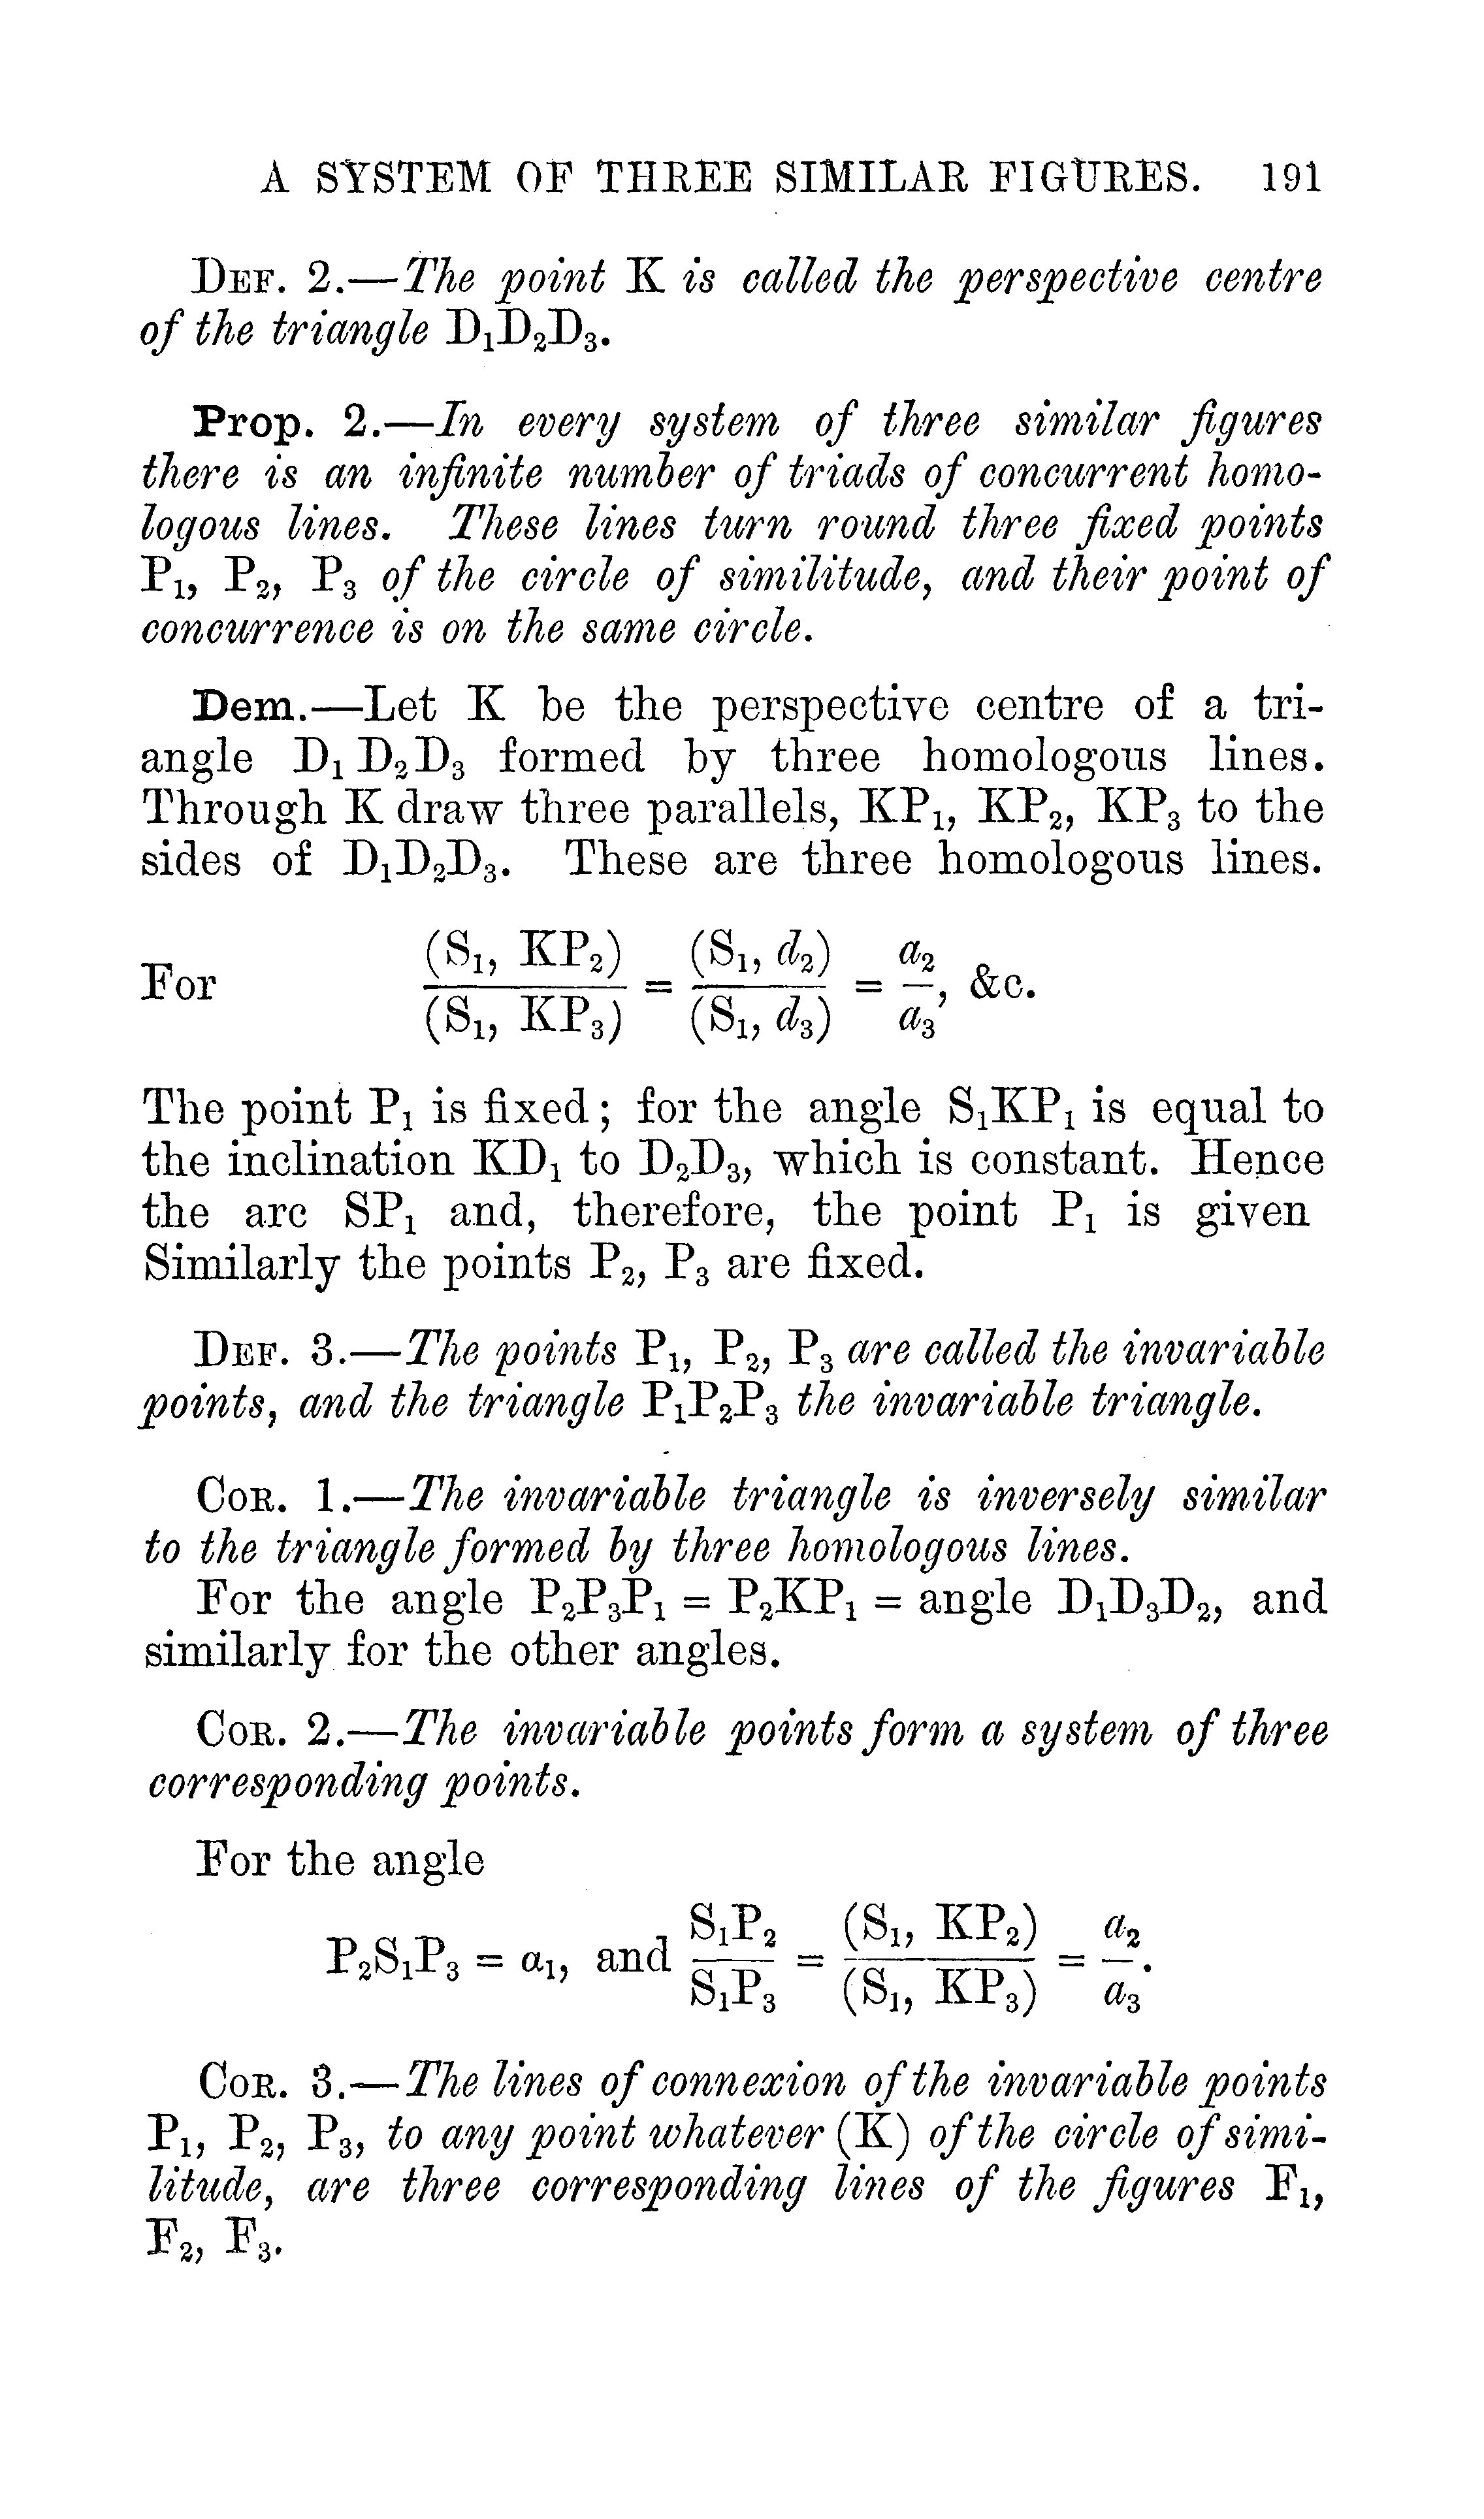 A SYSTEM OF THREE SIMILAR FIGURES. 191
DEF. 2.—The point K is called the perspective centre
of the triangle D₁D₂D₃.
Prop. 2.—In every system of three similar figures
there is an infinite number of triads of concurrent homo-
logous lines. These lines turn round three fixed points
P₁, P₂, P₃ of the circle of similitude, and their point of
concurrence is on the same circle.
Dem.—Let K be the perspective centre of a tri-
angle D₁ D₂D₃ formed by three homologous lines.
Through K draw three parallels, KP₁, KP₂, KP₃ to the
sides of D₁D₂D₃. These are three homologous lines.
For (S₁, KP₂)/(S₁, KP₃) = (S₁, d₂)/(S₁, d₃) = a₂/a₃, &c.
The point P₁ is fixed; for the angle S₁KP₁ is equal to
the inclination KD₁ to D₂D₃, which is constant. Hence
the arc SP₁ and, therefore, the point P₁ is given
Similarly the points P₂, P₃ are fixed.
DEF. 3.—The points P₁, P₂, P₃ are called the invariable
points, and the triangle P₁P₂P₃ the invariable triangle.
COR. 1.—The invariable triangle is inversely similar
to the triangle formed by three homologous lines.
For the angle P₂P₃P₁ = P₂KP₁ = angle D₁D₃D₂, and
similarly for the other angles.
COR. 2.—The invariable points form a system of three
corresponding points.
For the angle
P₂S₁P₃ = α₁, and S₁P₂/S₁P₃ = (S₁, KP₂)/(S₁, KP₃) = a₂/a₃.
COR. 3.—The lines of connexion of the invariable points
P₁, P₂, P₃, to any point whatever (K) of the circle of simi-
litude, are three corresponding lines of the figures F₁,
F₂, F₃.